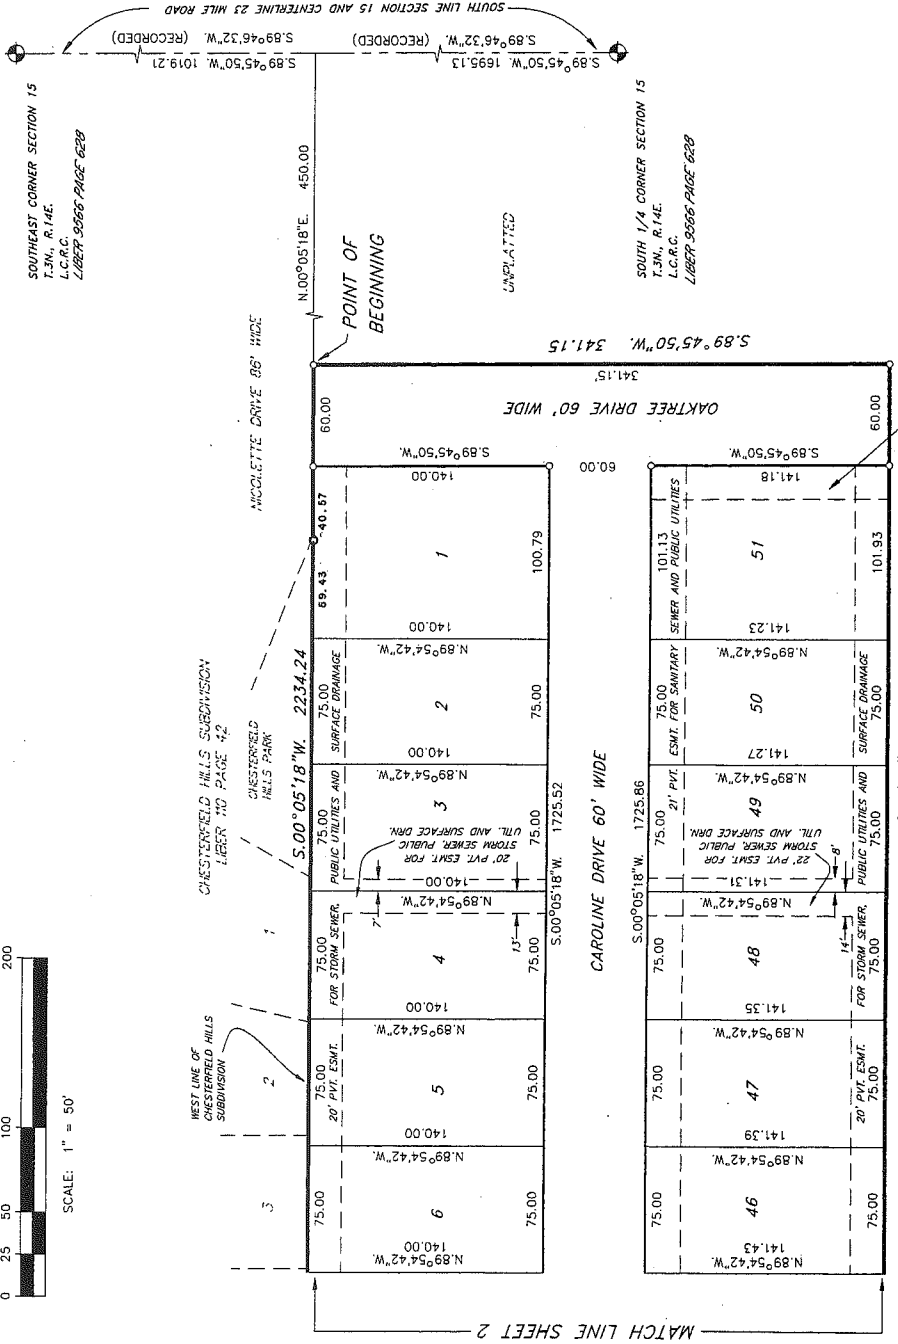 SOUTH LINE SECTION 15 AND CENTERLINE 23 MILE ROAD
S.89°46'32"W. (RECORDED)
S.89°45'50"W. 1019.21
S.89°46'32"W. (RECORDED)
S.89°45'50"W. 1695.13
SOUTHEAST CORNER SECTION 15
T.3N., R.14E.
L.C.R.C.
LIBER 9566 PAGE 628
SOUTH 1/4 CORNER SECTION 15
T.3N., R.14E.
L.C.R.C.
LIBER 9566 PAGE 628
N.00°05'18"E. 450.00
UNPLATTED
POINT OF
BEGINNING
NICOLETTE DRIVE 86' WIDE
S.89°45'50"W. 341.15
341.15'
OAKTREE DRIVE 60' WIDE
60.00
60.00
S.89°45'50"W.
140.00
60.00
S.89°45'50"W.
141.18
CHESTERFIELD HILLS SUBDIVISION
LIBER 110 PAGE 42
CHESTERFIELD
HILLS PARK
S.00°05'18"W. 2234.24
69.43
40.57
1
100.79
140.00
N.89°54'42"W.
75.00
SURFACE DRAINAGE
2
75.00
140.00
N.89°54'42"W.
75.00
PUBLIC UTILITIES AND
3
20' PVT. ESMT. FOR
STORM SEWER, PUBLIC
UTIL. AND SURFACE DRN.
75.00
140.00
7'
13'
N.89°54'42"W.
1
75.00
FOR STORM SEWER,
4
75.00
140.00
N.89°54'42"W.
WEST LINE OF
CHESTERFIELD HILLS
SUBDIVISION
2
75.00
20' PVT. ESMT.
5
75.00
140.00
N.89°54'42"W.
3
75.00
6
75.00
140.00
N.89°54'42"W.
S.00°05'18"W. 1725.52
CAROLINE DRIVE 60' WIDE
S.00°05'18"W. 1725.86
101.13
SEWER AND PUBLIC UTILITIES
51
101.93
141.23
N.89°54'42"W.
75.00
ESMT. FOR SANITARY
50
SURFACE DRAINAGE
75.00
141.27
N.89°54'42"W.
75.00
21' PVT.
49
22' PVT. ESMT. FOR
STORM SEWER, PUBLIC
UTIL. AND SURFACE DRN.
PUBLIC UTILITIES AND
75.00
141.31
8'
14'
N.89°54'42"W.
75.00
48
FOR STORM SEWER,
75.00
141.35
N.89°54'42"W.
75.00
47
20' PVT. ESMT.
75.00
141.39
N.89°54'42"W.
75.00
46
75.00
141.43
N.89°54'42"W.
MATCH LINE SHEET 2
0 25 50 100 200
SCALE: 1" = 50'